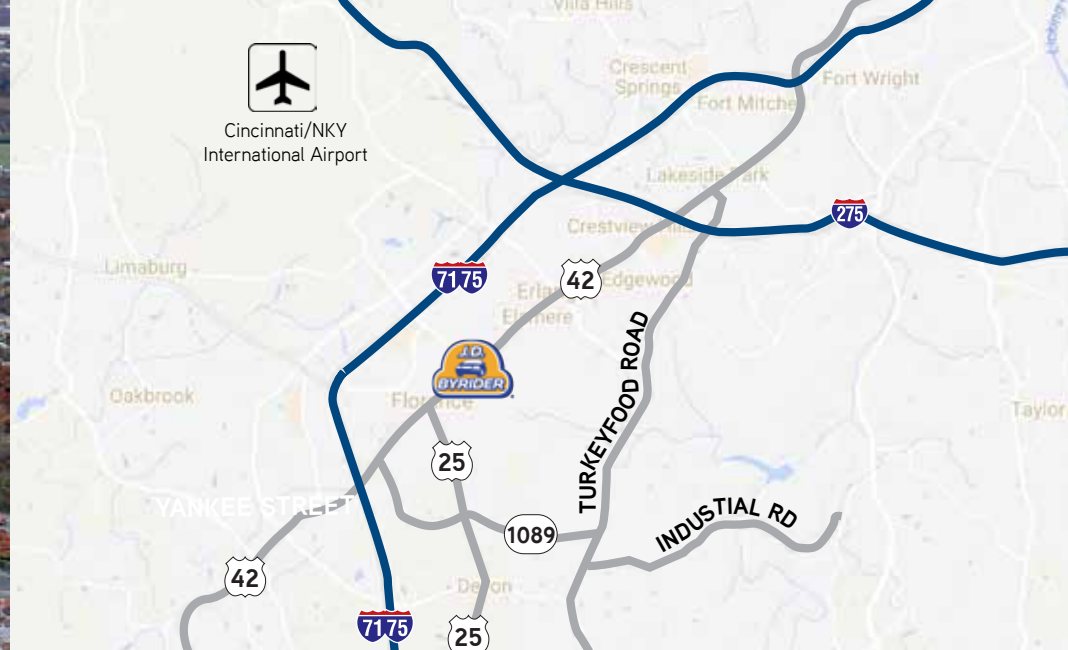 Villa Hills
Crescent
Springs
Fort Wright
Fort Mitche
Cincinnati/NKY
International Airport
Lakeside Park
275
Crestview Hills
Limaburg
71 75
42
Edgewood
Erlan
Elsmere
TURKEYFOOD ROAD
J.D.
BYRIDER
Oakbrook
Florence
Taylor
25
YANKEE STREET
INDUSTIAL RD
1089
42
Devon
71 75
25